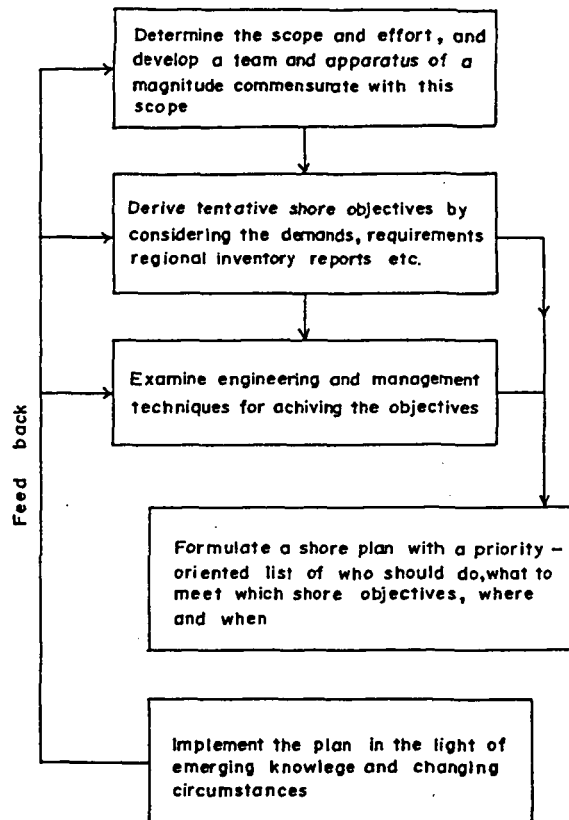 Determine the scope and effort, and
develop a team and apparatus of a
magnitude commensurate with this
scope
Derive tentative shore objectives by
considering the demands, requirements
regional inventory reports etc.
Examine engineering and management
techniques for achiving the objectives
Feed back
Formulate a shore plan with a priority -
oriented list of who should do, what to
meet which shore objectives, where
and when
Implement the plan in the light of
emerging knowlege and changing
circumstances